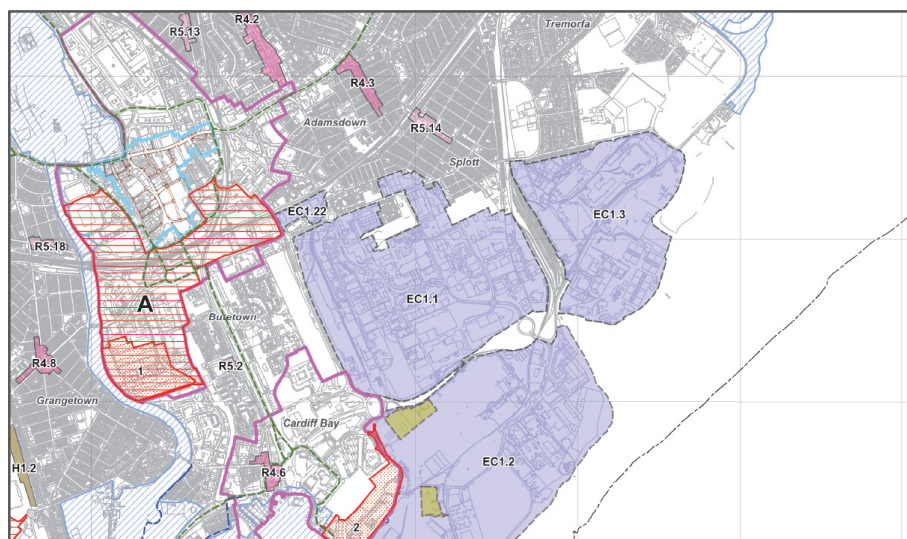 R4.2
R5.13
Tremorfa
R4.3
Adamsdown
R5.14
Splott
EC1.22
EC1.3
R5.18
EC1.1
A
Butetown
R4.8
1
R5.2
Grangetown
Cardiff Bay
EC1.2
H1.2
R4.6
2